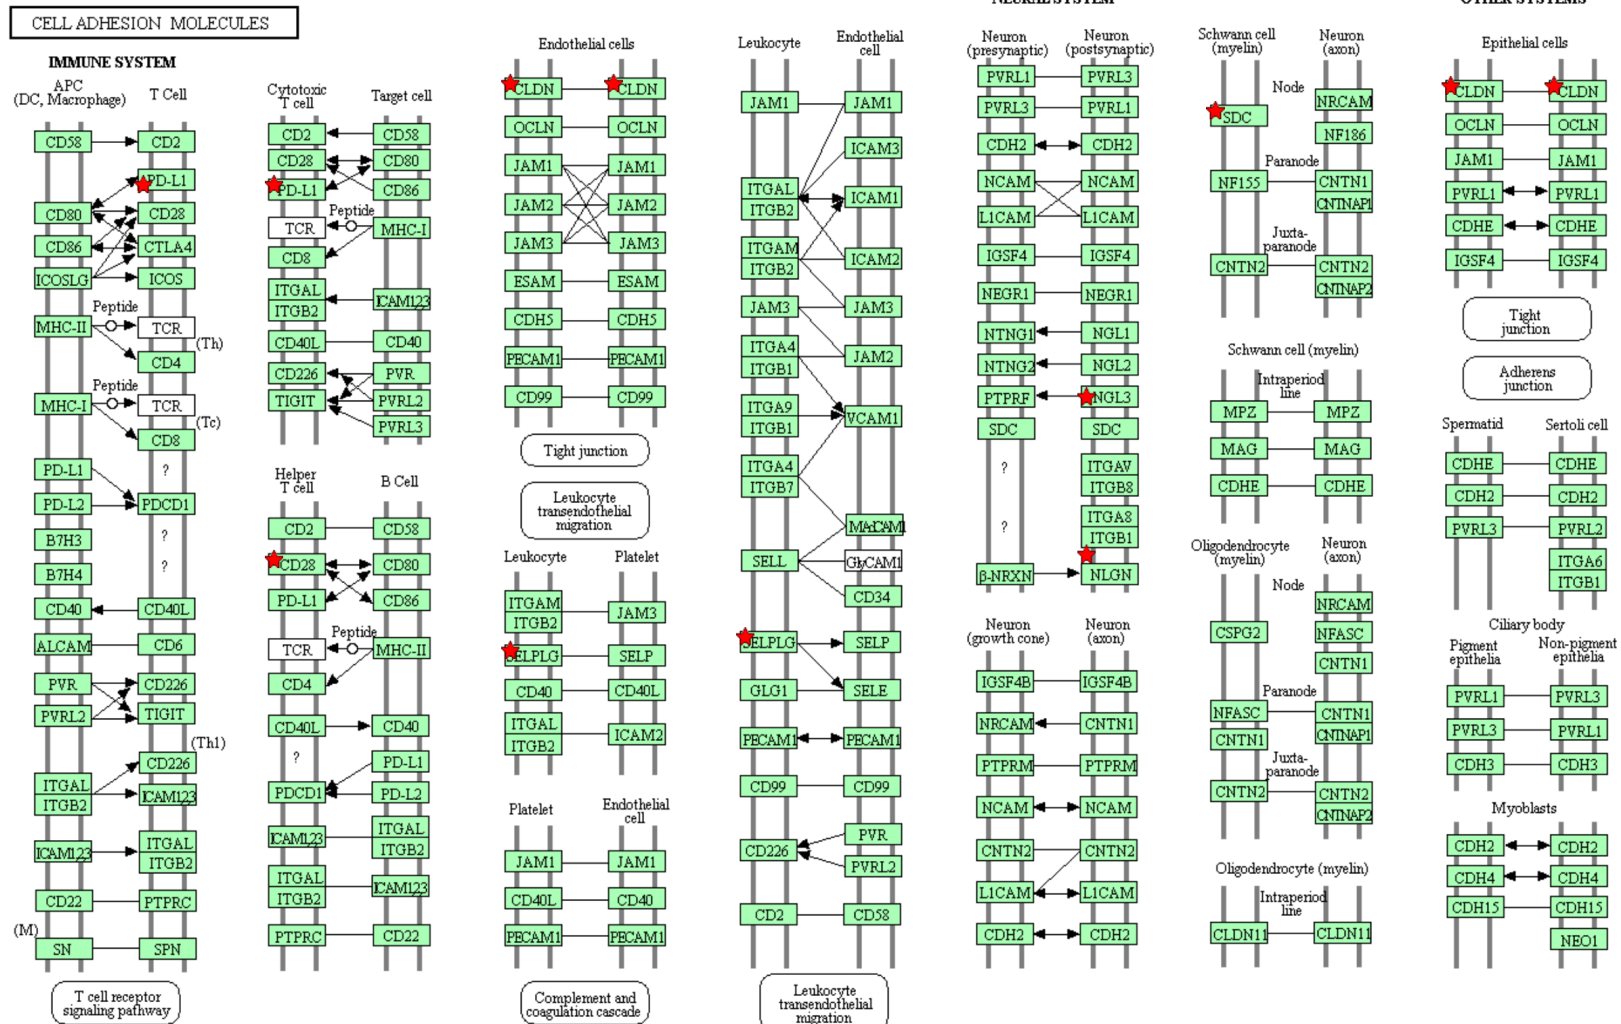 CELL ADHESION MOLECULES
IMMUNE SYSTEM
APC
(DC, Macrophage)
T Cell
CD58
CD2
PD-L1
CD80
CD28
CD86
CTLA4
ICOSLG
ICOS
Peptide
MHC-II
TCR
(Th)
CD4
Peptide
MHC-I
TCR
(Tc)
CD8
PD-L1
?
PD-L2
PDCD1
B7H3
?
B7H4
?
CD40
CD40L
ALCAM
CD6
PVR
CD226
PVRL2
TIGIT
(Th1)
CD226
ITGAL
ITGB2
ICAM123
ICAM123
ITGAL
ITGB2
CD22
PTPRC
(M)
SN
SPN
T cell receptor
signaling pathway
Cytotoxic
T cell
Target cell
CD2
CD58
CD28
CD80
PD-L1
CD86
Peptide
TCR
MHC-I
CD8
ITGAL
ITGB2
ICAM123
CD40L
CD40
CD226
PVR
TIGIT
PVRL2
PVRL3
Helper
T cell
B Cell
CD2
CD58
CD28
CD80
PD-L1
CD86
Peptide
TCR
MHC-II
CD4
CD40L
CD40
?
PD-L1
PDCD1
PD-L2
ICAM123
ITGAL
ITGB2
ITGAL
ITGB2
ICAM123
PTPRC
CD22
Endothelial cells
CLDN
CLDN
OCLN
OCLN
JAM1
JAM1
JAM2
JAM2
JAM3
JAM3
ESAM
ESAM
CDH5
CDH5
PECAM1
PECAM1
CD99
CD99
Tight junction
Leukocyte
transendothelial
migration
Leukocyte
Platelet
ITGAM
ITGB2
JAM3
SELPLG
SELP
CD40
CD40L
ITGAL
ITGB2
ICAM2
Platelet
Endothelial
cell
JAM1
JAM1
CD40L
CD40
PECAM1
PECAM1
Complement and
coagulation cascade
Leukocyte
Endothelial
cell
JAM1
JAM1
ICAM3
ITGAL
ITGB2
ICAM1
ITGAM
ITGB2
ICAM2
JAM3
JAM3
ITGA4
ITGB1
JAM2
ITGA9
ITGB1
VCAM1
ITGA4
ITGB7
MAdCAM1
SELL
GlyCAM1
CD34
SELPLG
SELP
GLG1
SELE
PECAM1
PECAM1
CD99
CD99
CD226
PVR
PVRL2
CD2
CD58
Leukocyte
transendothelial
migration
NEURAL SYSTEM
Neuron
(presynaptic)
Neuron
(postsynaptic)
PVRL1
PVRL3
PVRL3
PVRL1
CDH2
CDH2
NCAM
NCAM
L1CAM
L1CAM
IGSF4
IGSF4
NEGR1
NEGR1
NTNG1
NGL1
NTNG2
NGL2
PTPRF
NGL3
SDC
SDC
?
ITGAV
ITGB8
?
ITGA8
ITGB1
β-NRXN
NLGN
Neuron
(growth cone)
Neuron
(axon)
IGSF4B
IGSF4B
NRCAM
CNTN1
PTPRM
PTPRM
NCAM
NCAM
CNTN2
CNTN2
L1CAM
L1CAM
CDH2
CDH2
Schwann cell
(myelin)
Neuron
(axon)
Node
SDC
NRCAM
NF186
Paranode
NF155
CNTN1
CNTNAP1
Juxta-
paranode
CNTN2
CNTN2
CNTNAP2
Schwann cell (myelin)
Intraperiod
line
MPZ
MPZ
MAG
MAG
CDHE
CDHE
Oligodendrocyte
(myelin)
Neuron
(axon)
Node
NRCAM
CSPG2
NFASC
CNTN1
Paranode
NFASC
CNTN1
CNTN1
CNTNAP1
Juxta-
paranode
CNTN2
CNTN2
CNTNAP2
Oligodendrocyte (myelin)
Intraperiod
line
CLDN11
CLDN11
OTHER SYSTEMS
Epithelial cells
CLDN
CLDN
OCLN
OCLN
JAM1
JAM1
PVRL1
PVRL1
CDHE
CDHE
IGSF4
IGSF4
Tight
junction
Adherens
junction
Spermatid
Sertoli cell
CDHE
CDHE
CDH2
CDH2
PVRL3
PVRL2
ITGA6
ITGB1
Ciliary body
Pigment
epithelia
Non-pigment
epithelia
PVRL1
PVRL3
PVRL3
PVRL1
CDH3
CDH3
Myoblasts
CDH2
CDH2
CDH4
CDH4
CDH15
CDH15
NEO1